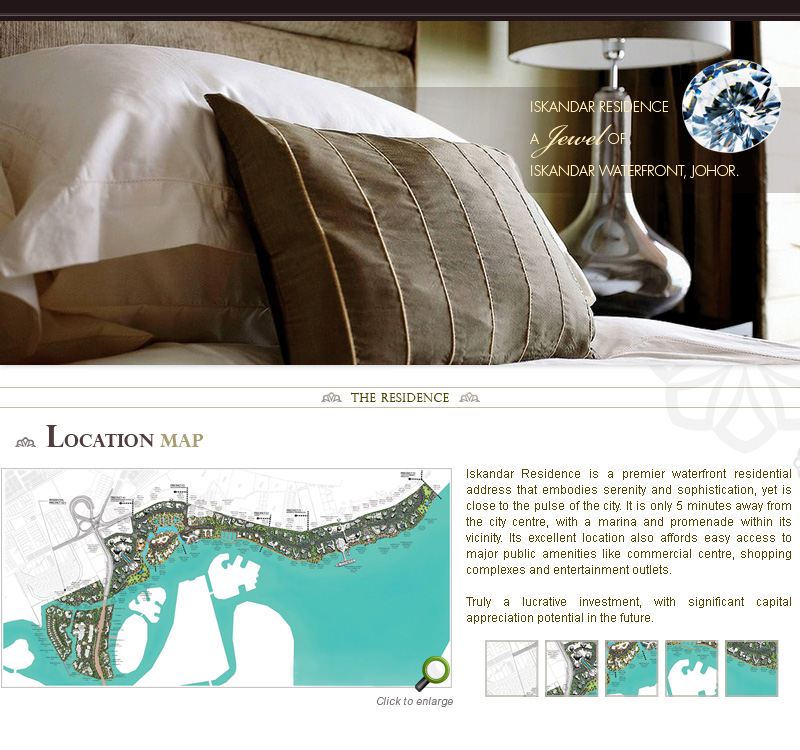 ISKANDAR RESIDENCE
A Jewel OF
ISKANDAR WATERFRONT, JOHOR.
THE RESIDENCE
LOCATION MAP
Iskandar Residence is a premier waterfront residential
address that embodies serenity and sophistication, yet is
close to the pulse of the city. It is only 5 minutes away from
the city centre, with a marina and promenade within its
vicinity. Its excellent location also affords easy access to
major public amenities like commercial centre, shopping
complexes and entertainment outlets.
Truly a lucrative investment, with significant capital
appreciation potential in the future.
Click to enlarge